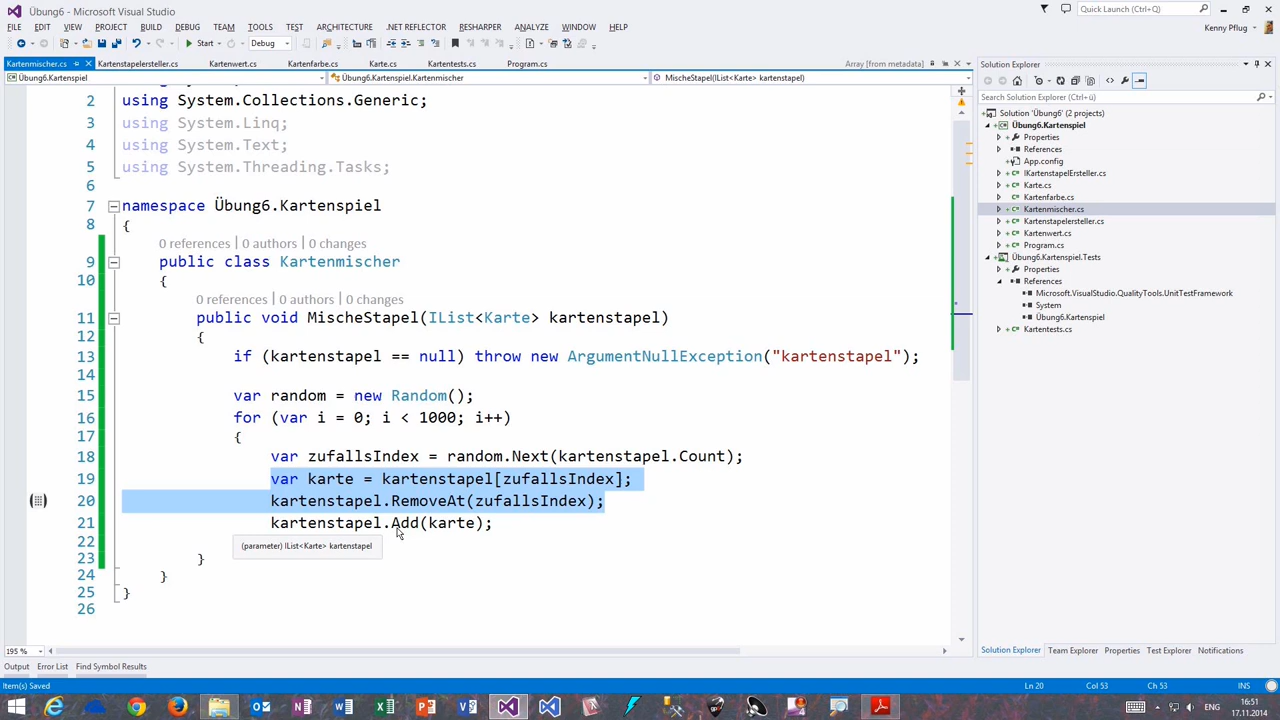 Übung6 - Microsoft Visual Studio
Quick Launch (Ctrl+Q)
FILE EDIT VIEW PROJECT BUILD DEBUG TEAM TOOLS TEST ARCHITECTURE .NET REFLECTOR RESHARPER ANALYZE WINDOW HELP
Kenny Pflug
Start Debug
Kartenmischer.cs Kartenstapelersteller.cs Kartenwert.cs Kartenfarbe.cs Karte.cs Kartentests.cs Program.cs Array [from metadata]
Übung6.Kartenspiel Übung6.Kartenspiel.Kartenmischer MischeStapel(IList<Karte> kartenstapel)
2 using System.Collections.Generic;
3 using System.Linq;
4 using System.Text;
5 using System.Threading.Tasks;
6
7 namespace Übung6.Kartenspiel
8 {
0 references | 0 authors | 0 changes
9 public class Kartenmischer
10 {
0 references | 0 authors | 0 changes
11 public void MischeStapel(IList<Karte> kartenstapel)
12 {
13 if (kartenstapel == null) throw new ArgumentNullException("kartenstapel");
14
15 var random = new Random();
16 for (var i = 0; i < 1000; i++)
17 {
18 var zufallsIndex = random.Next(kartenstapel.Count);
19 var karte = kartenstapel[zufallsIndex];
20 kartenstapel.RemoveAt(zufallsIndex);
21 kartenstapel.Add(karte);
22
(parameter) IList<Karte> kartenstapel
23 }
24 }
25 }
26
195 %
Solution Explorer
Search Solution Explorer (Ctrl+ü)
Solution 'Übung6' (2 projects)
Übung6.Kartenspiel
Properties
References
App.config
IKartenstapelErsteller.cs
Karte.cs
Kartenfarbe.cs
Kartenmischer.cs
Kartenstapelersteller.cs
Kartenwert.cs
Program.cs
Übung6.Kartenspiel.Tests
Properties
References
Microsoft.VisualStudio.QualityTools.UnitTestFramework
System
Übung6.Kartenspiel
Kartentests.cs
Solution Explorer Team Explorer Properties Test Explorer Notifications
Output Error List Find Symbol Results
Item(s) Saved Ln 20 Col 53 Ch 53 INS
ENG 16:51
17.11.2014